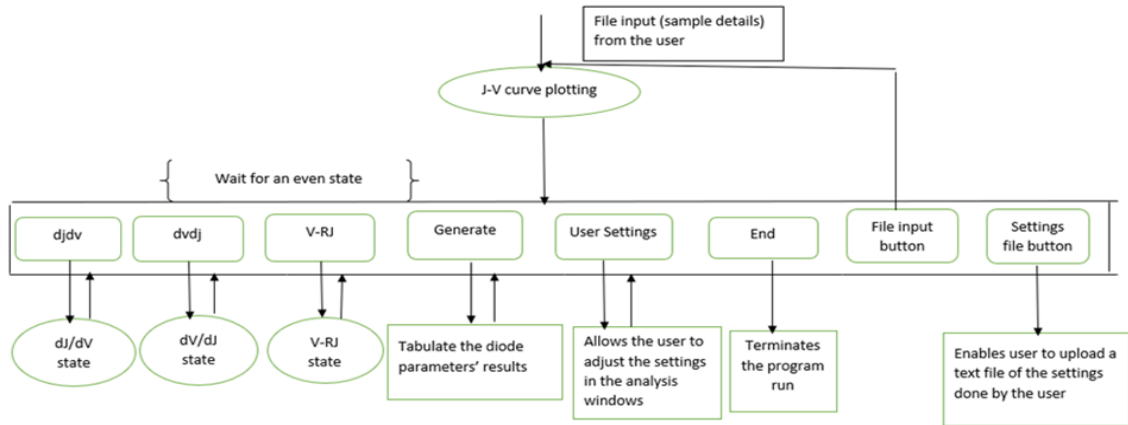 File input (sample details)
from the user
J-V curve plotting
Wait for an even state
djdv
dvdj
V-RJ
Generate
User Settings
End
File input
button
Settings
file button
dJ/dV
state
dV/dJ
state
V-RJ
state
Tabulate the diode
parameters' results
Allows the user to
adjust the settings
in the analysis
windows
Terminates
the program
run
Enables user to upload a
text file of the settings
done by the user